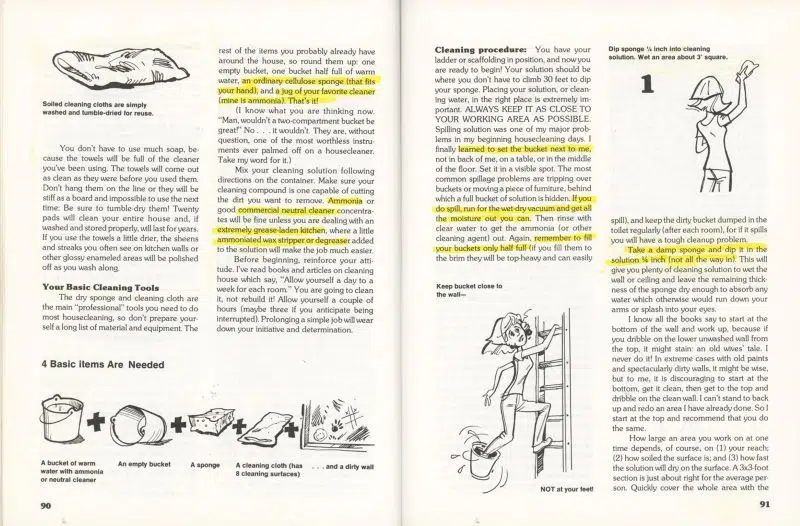 Soiled cleaning cloths are simply
washed and tumble-dried for reuse.
You don't have to use much soap, be-
cause the towels will be full of the cleaner
you've been using. The towels will come
as clean as they were before you used them.
Don't hang them on the line or they will be
stiff as a board and impossible to use the next
time: Be sure to tumble-dry them! Twenty
pads will clean your entire house and, if
washed and stored properly, will last for years.
If you use the towels a little drier, the sheens
and streaks you often see on kitchen walls or
other glossy enameled areas will be polished
off as you wash along.
Your Basic Cleaning Tools
The dry sponge and cleaning cloth are
the main "professional" tools you need to do
most housecleaning, so don't prepare your-
self a long list of material and equipment. The
rest of the items you probably already have
around the house, so round them up: one
empty bucket, one bucket half full of warm
water, an ordinary cellulose sponge (that fits
your hand), and a jug of your favorite cleaner
(mine is ammonia). That's it!
(I know what you are thinking now.
"Man, wouldn't a two-compartment bucket be
great!" No . . . it wouldn't. They are, without
question, one of the most worthless instru-
ments ever palmed off on a housecleaner.
Take my word for it.)
Mix your cleaning solution following
directions on the container. Make sure your
cleaning compound is one capable of cutting
the dirt you want to remove. Ammonia or
good commercial neutral cleaner concentra-
tes will be fine unless you are dealing with an
extremely grease-laden kitchen, where a little
ammoniated wax stripper or degreaser added
to the solution will make the job much easier.
Before beginning, reinforce your atti-
tude. I've read books and articles on cleaning
house which say, "Allow yourself a day to a
week for each room." You are going to clean
it, not rebuild it! Allow yourself a couple of
hours (maybe three if you anticipate being
interrupted). Prolonging a simple job will wear
down your initiative and determination.
4 Basic items Are Needed
A bucket of warm
water with ammonia
or neutral cleaner
An empty bucket
A sponge
A cleaning cloth (has
8 cleaning surfaces)
. . . and a dirty wall
90
Cleaning procedure: You have your
ladder or scaffolding in position, and now you
are ready to begin! Your solution should be
where you don't have to climb 30 feet to dip
your sponge. Placing your solution, or clean-
ing water, in the right place is extremely im-
portant. ALWAYS KEEP IT AS CLOSE TO
YOUR WORKING AREA AS POSSIBLE.
Spilling solution was one of my major prob-
lems in my beginning housecleaning days. I
finally learned to set the bucket next to me,
not in back of me, on a table, or in the middle
of the floor. Set it in a visible spot. The most
common spillage problems are tripping over
buckets or moving a piece of furniture, behind
which a full bucket of solution is hidden. If you
do spill, run for the wet-dry vacuum and get all
the moisture out you can. Then rinse with
clear water to get the ammonia (or other
cleaning agent) out. Again, remember to fill
your buckets only half full (if you fill them to
the brim they will be top-heavy and can easily
Keep bucket close to
the wall—
NOT at your feet!
Dip sponge ¼ inch into cleaning
solution. Wet an area about 3' square.
1
spill), and keep the dirty bucket dumped in the
toilet regularly (after each room), for if it spills
you will have a tough cleanup problem.
Take a damp sponge and dip it in the
solution ¼ inch (not all the way in). This will
give you plenty of cleaning solution to wet the
wall or ceiling and leave the remaining thick-
ness of the sponge dry enough to absorb any
water which otherwise would run down your
arms or splash into your eyes.
I know all the books say to start at the
bottom of the wall and work up, because if
you dribble on the lower unwashed wall from
the top, it might stain: an old wives' tale. I
never do it! In extreme cases with old paints
and spectacularly dirty walls, it might be wise,
but to me, it is discouraging to start at the
bottom, get it clean, then get to the top and
dribble on the clean wall. I can't stand to back
up and redo an area I have already done. So I
start at the top and recommend that you do
the same.
How large an area you work on at one
time depends, of course, on (1) your reach;
(2) how soiled the surface is; and (3) how fast
the solution will dry on the surface. A 3x3-foot
section is just about right for the average per-
son. Quickly cover the whole area with the
91